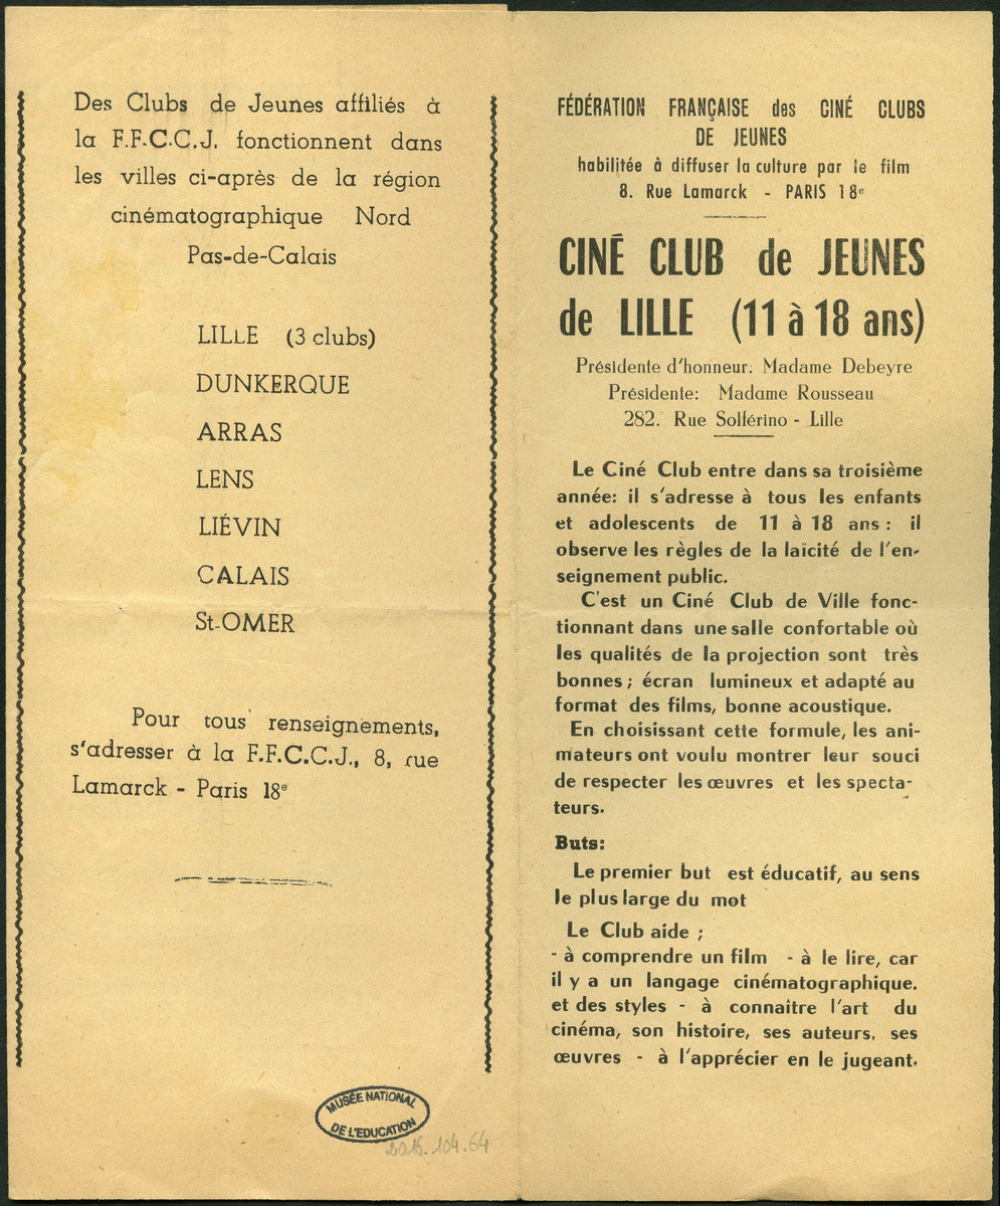 Des Clubs de Jeunes affiliés à
la F.F.C.C.J. fonctionnent dans
les villes ci-après de la région
cinématographique Nord
Pas-de-Calais
LILLE (3 clubs)
DUNKERQUE
ARRAS
LENS
LIÉVIN
CALAIS
St-OMER
Pour tous renseignements,
s'adresser à la F.F.C.C.J., 8, rue
Lamarck - Paris 18e
MUSÉE NATIONAL
DE L'EDUCATION
2015.104.64
FÉDÉRATION FRANÇAISE des CINÉ CLUBS
DE JEUNES
habilitée à diffuser la culture par le film
8. Rue Lamarck - PARIS 18e
CINÉ CLUB de JEUNES
de LILLE (11 à 18 ans)
Présidente d'honneur: Madame Debeyre
Présidente: Madame Rousseau
282. Rue Solférino - Lille
Le Ciné Club entre dans sa troisième
année: il s'adresse à tous les enfants
et adolescents de 11 à 18 ans : il
observe les règles de la laïcité de l'en-
seignement public.
C'est un Ciné Club de Ville fonc-
tionnant dans une salle confortable où
les qualités de la projection sont très
bonnes ; écran lumineux et adapté au
format des films, bonne acoustique.
En choisissant cette formule, les ani-
mateurs ont voulu montrer leur souci
de respecter les œuvres et les specta-
teurs.
Buts:
Le premier but est éducatif, au sens
le plus large du mot
Le Club aide ;
- à comprendre un film - à le lire, car
il y a un langage cinématographique.
et des styles - à connaître l'art du
cinéma, son histoire, ses auteurs, ses
œuvres - à l'apprécier en le jugeant.